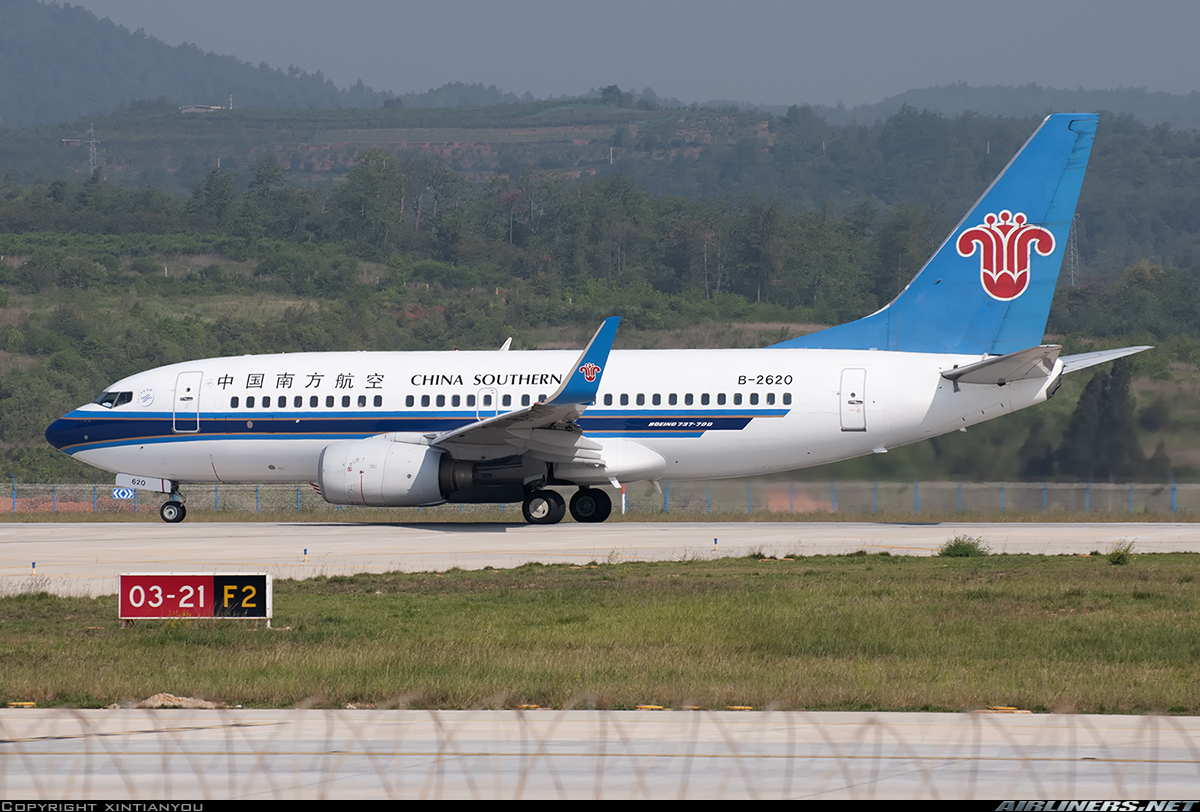 中国南方航空 CHINA SOUTHERN
B-2620
BOEING 737-700
620
03-21 F2
COPYRIGHT XINTIANYOU
AIRLINERS.NET